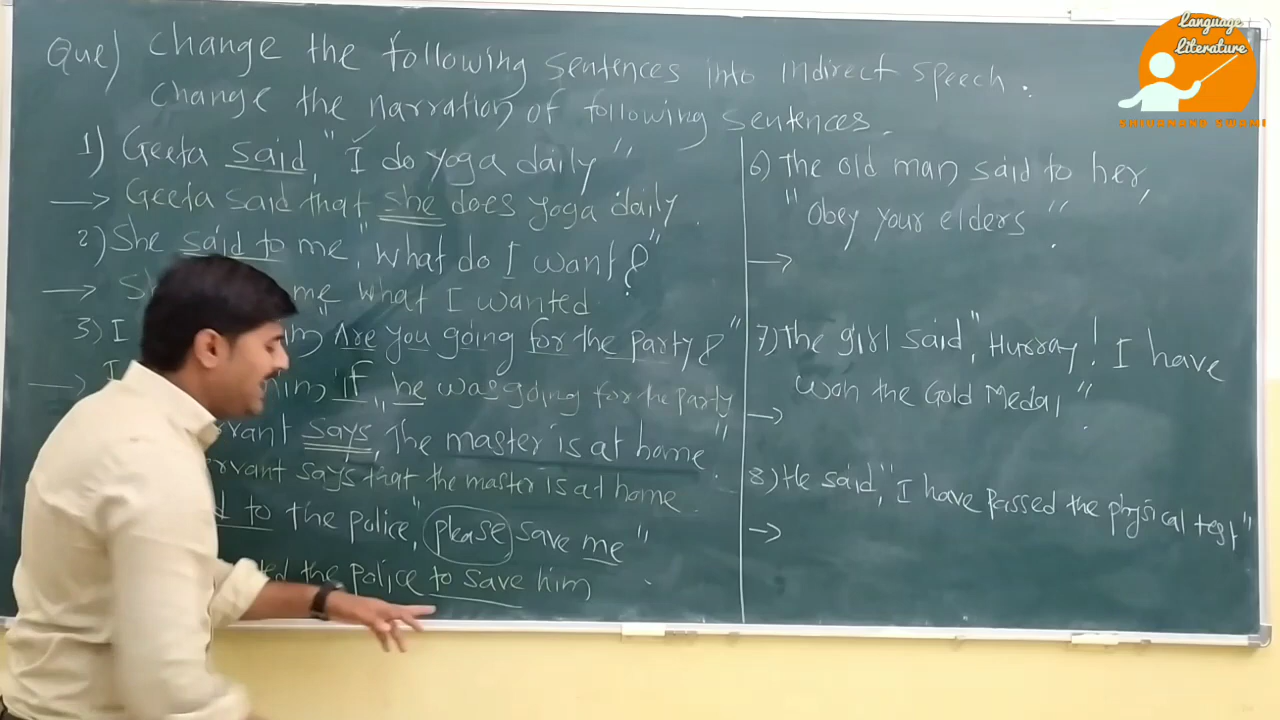 Que) Change the following sentences into indirect speech.
Change the narration of following sentences.
1) Geeta said, "I do yoga daily"
→ Geeta said that she does yoga daily.
2) She said to me, "What do I want?"
→ me what I wanted.
3) I "Are you going for the party?"
→ I him if he was going for the party
says, "The master is at home".
says that the master is at home.
to the police, "please save me".
the police to save him
6) The old man said to her,
"Obey your elders".
→
7) The girl said, "Hurray! I have
won the Gold Medal".
→
8) He said, "I have passed the physical test"
→
Language
Literature
SHIVANAND SWAMI